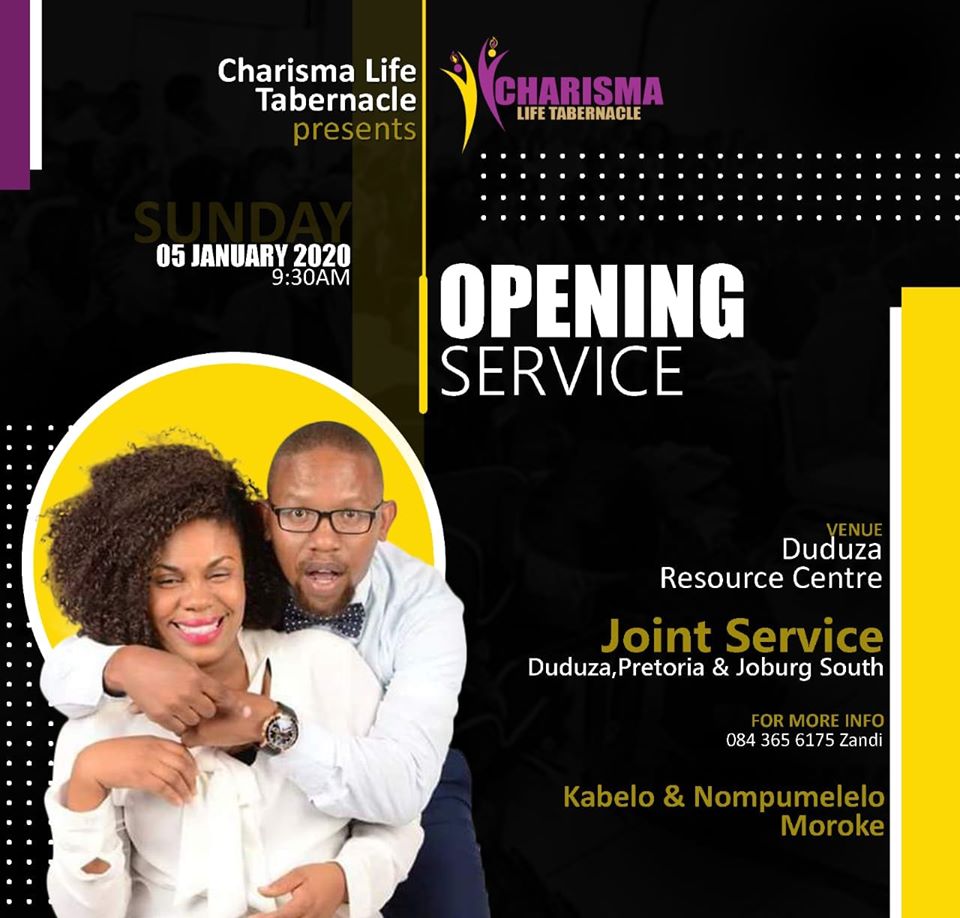 Charisma Life
Tabernacle
presents
CHARISMA
LIFE TABERNACLE
SUNDAY
05 JANUARY 2020
9:30AM
OPENING
SERVICE
VENUE
Duduza
Resource Centre
Joint Service
Duduza,Pretoria & Joburg South
FOR MORE INFO
084 365 6175 Zandi
Kabelo & Nompumelelo
Moroke